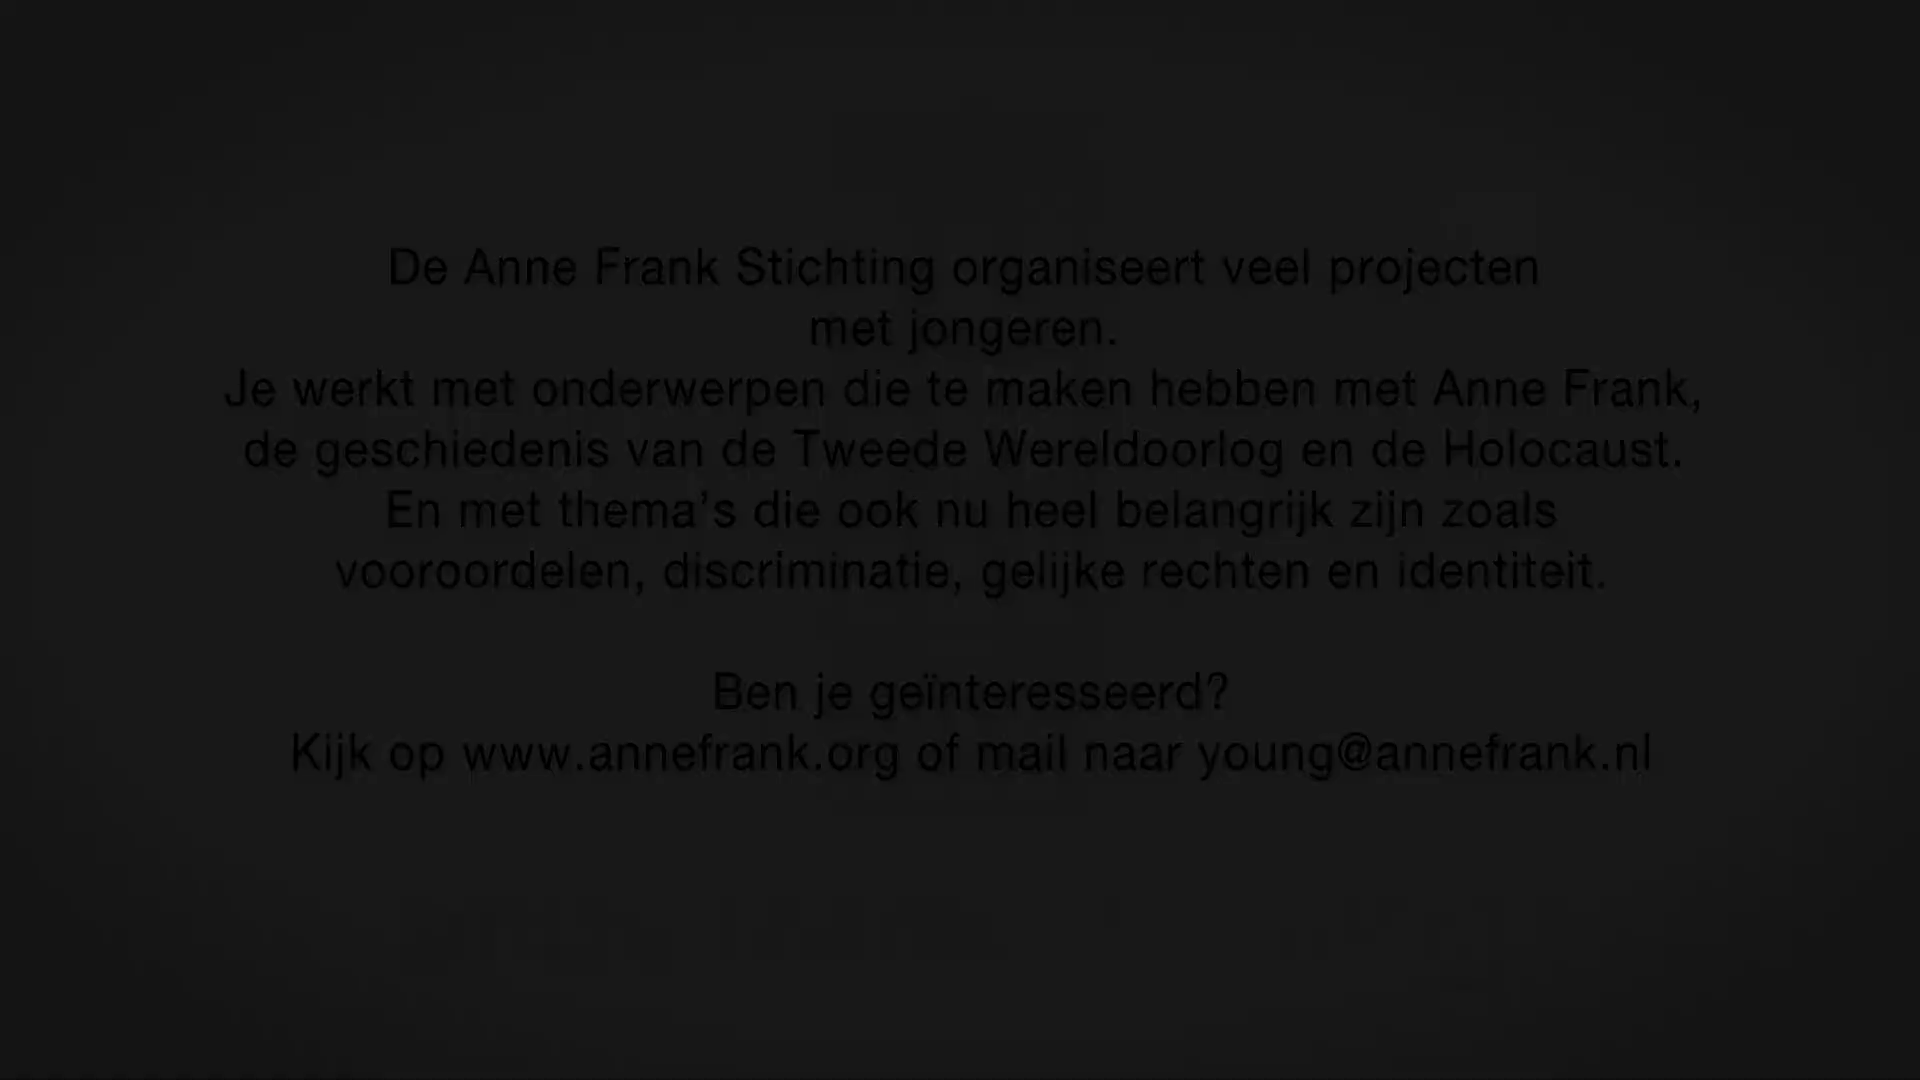 De Anne Frank Stichting organiseert veel projecten
met jongeren.
Je werkt met onderwerpen die te maken hebben met Anne Frank,
de geschiedenis van de Tweede Wereldoorlog en de Holocaust.
En met thema's die ook nu heel belangrijk zijn zoals
vooroordelen, discriminatie, gelijke rechten en identiteit.
Ben je geïnteresseerd?
Kijk op www.annefrank.org of mail naar young@annefrank.nl